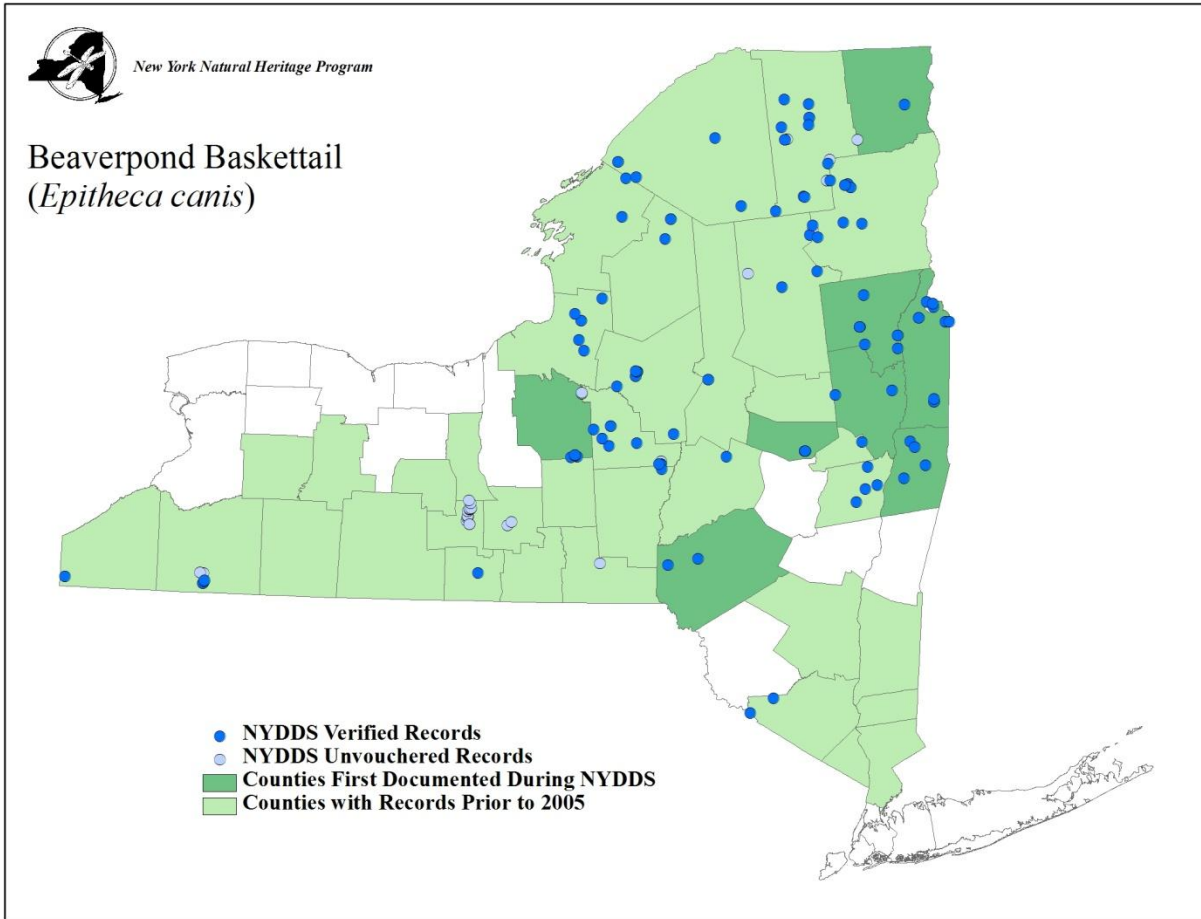 New York Natural Heritage Program
Beaverpond Baskettail
(Epitheca canis)
NYDDS Verified Records
NYDDS Unvouchered Records
Counties First Documented During NYDDS
Counties with Records Prior to 2005